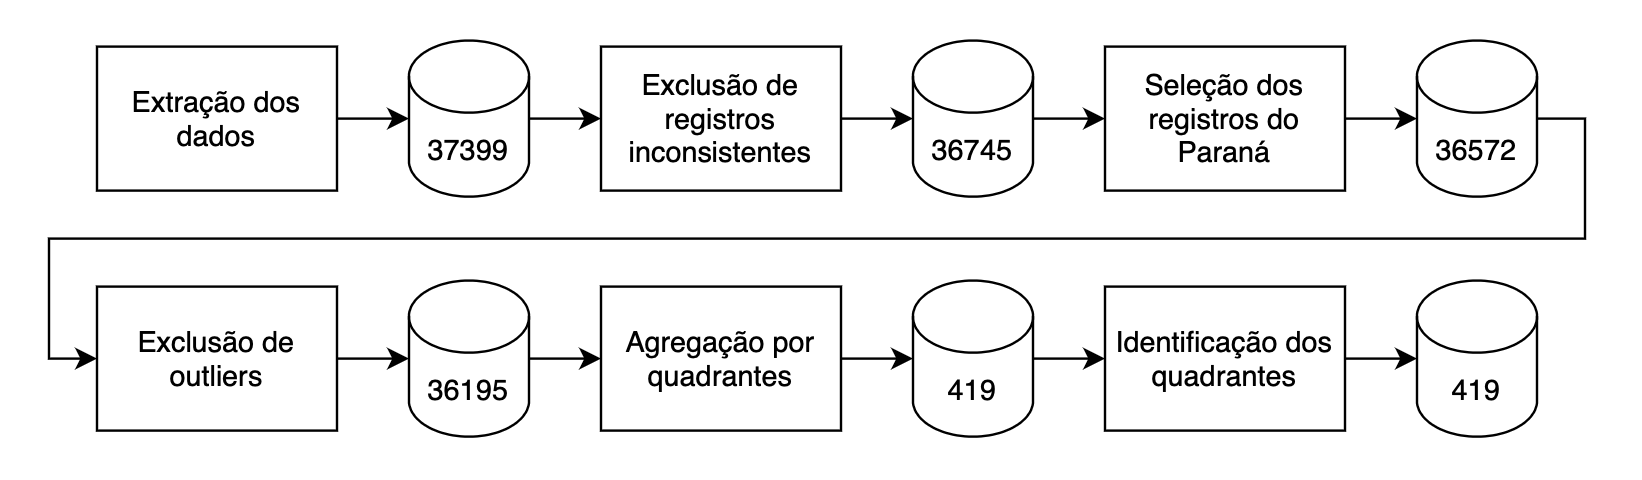 Extração dos
dados
37399
Exclusão de
registros
inconsistentes
36745
Seleção dos
registros do
Paraná
36572
Exclusão de
outliers
36195
Agregação por
quadrantes
419
Identificação dos
quadrantes
419